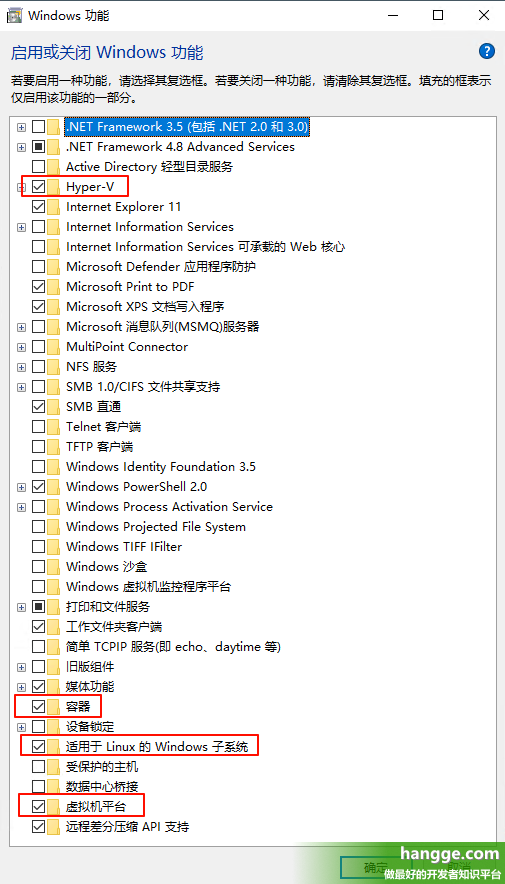 Windows 功能
启用或关闭 Windows 功能
若要启用一种功能，请选择其复选框。若要关闭一种功能，请清除其复选框。填充的框表示
仅启用该功能的一部分。
.NET Framework 3.5 (包括 .NET 2.0 和 3.0)
.NET Framework 4.8 Advanced Services
Active Directory 轻型目录服务
Hyper-V
Internet Explorer 11
Internet Information Services
Internet Information Services 可承载的 Web 核心
Microsoft Defender 应用程序防护
Microsoft Print to PDF
Microsoft XPS 文档写入程序
Microsoft 消息队列(MSMQ)服务器
MultiPoint Connector
NFS 服务
SMB 1.0/CIFS 文件共享支持
SMB 直通
Telnet 客户端
TFTP 客户端
Windows Identity Foundation 3.5
Windows PowerShell 2.0
Windows Process Activation Service
Windows Projected File System
Windows TIFF IFilter
Windows 沙盒
Windows 虚拟机监控程序平台
打印和文件服务
工作文件夹客户端
简单 TCPIP 服务(即 echo、daytime 等)
旧版组件
媒体功能
容器
设备锁定
适用于 Linux 的 Windows 子系统
受保护的主机
数据中心桥接
虚拟机平台
远程差分压缩 API 支持
确定 取消
hangge.com
做最好的开发者知识平台